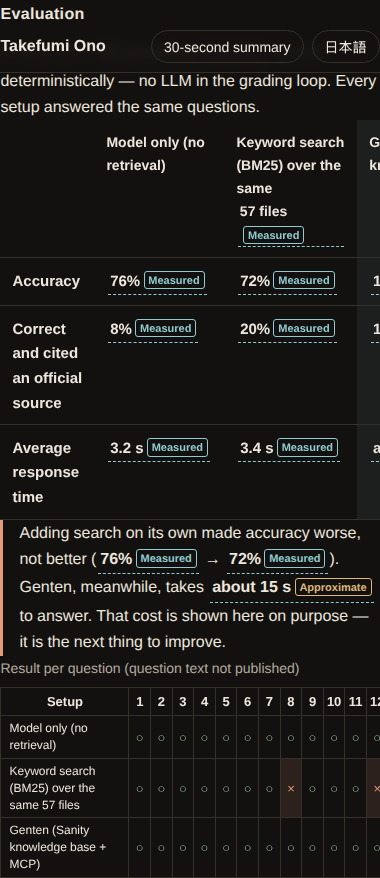 Evaluation
Takefumi Ono
30-second summary
日本語
deterministically — no LLM in the grading loop. Every
setup answered the same questions.
Model only (no
retrieval)
Keyword search
(BM25) over the
same
57 files
Measured
G
kn
Accuracy
76% Measured
72% Measured
1
Correct
and cited
an official
source
8% Measured
20% Measured
1
Average
response
time
3.2 s Measured
3.4 s Measured
a
Adding search on its own made accuracy worse,
not better ( 76% Measured → 72% Measured ).
Genten, meanwhile, takes about 15 s Approximate
to answer. That cost is shown here on purpose —
it is the next thing to improve.
Result per question (question text not published)
Setup 1 2 3 4 5 6 7 8 9 10 11 12
Model only (no
retrieval)
○ ○ ○ ○ ○ ○ ○ ○ ○ ○ ○ ○
Keyword search
(BM25) over the
same 57 files
○ ○ ○ ○ ○ ○ ○ × ○ ○ ○ ×
Genten (Sanity
knowledge base +
MCP)
○ ○ ○ ○ ○ ○ ○ ○ ○ ○ ○ ○